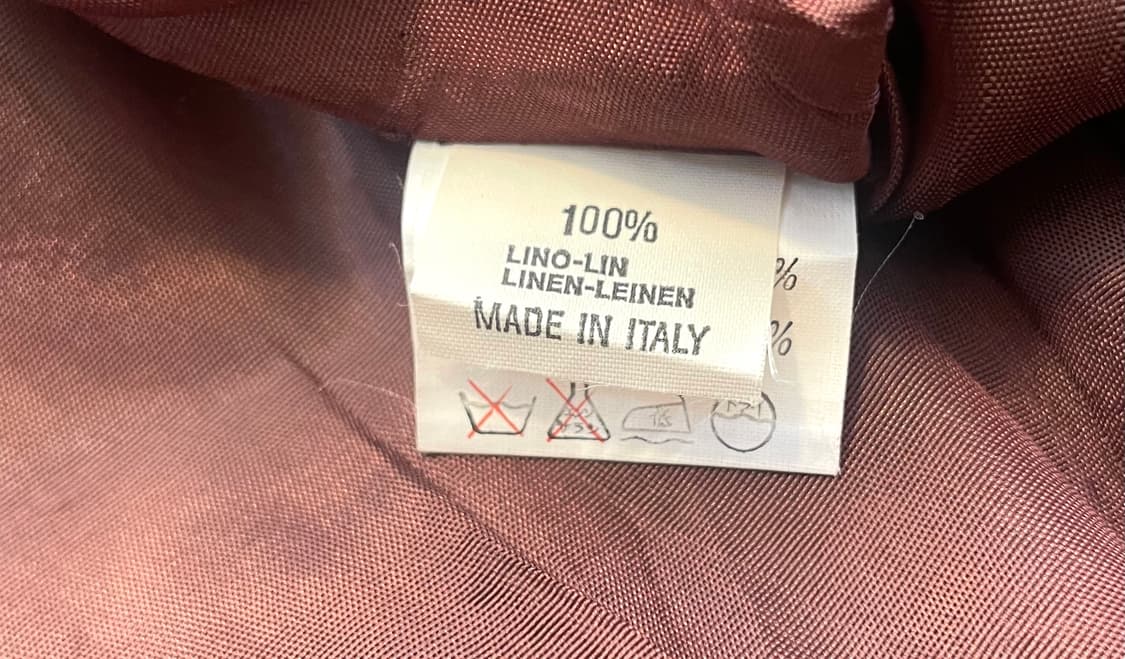 100%
LINO-LIN
LINEN-LEINEN
MADE IN ITALY
%
%